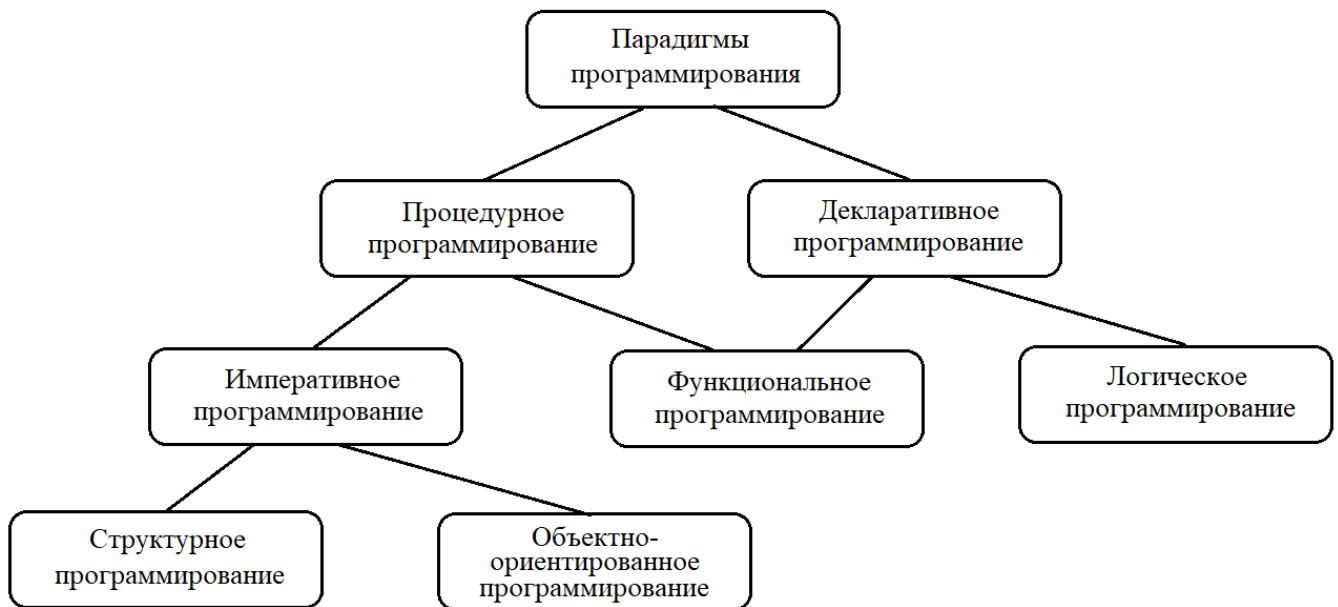 Парадигмы
программирования
Процедурное
программирование
Декларативное
программирование
Императивное
программирование
Функциональное
программирование
Логическое
программирование
Структурное
программирование
Объектно-
ориентированное
программирование